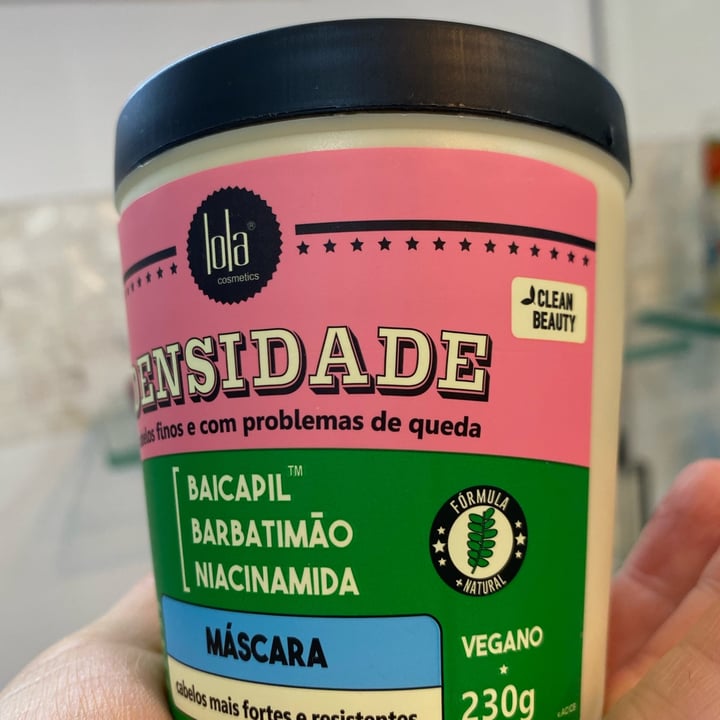 lola®
cosmetics
CLEAN
BEAUTY
DENSIDADE
finos e com problemas de queda
BAICAPIL™
BARBATIMÃO
NIACINAMIDA
FÓRMULA
+ NATURAL
MÁSCARA
cabelos mais fortes e resistentes
VEGANO
230g